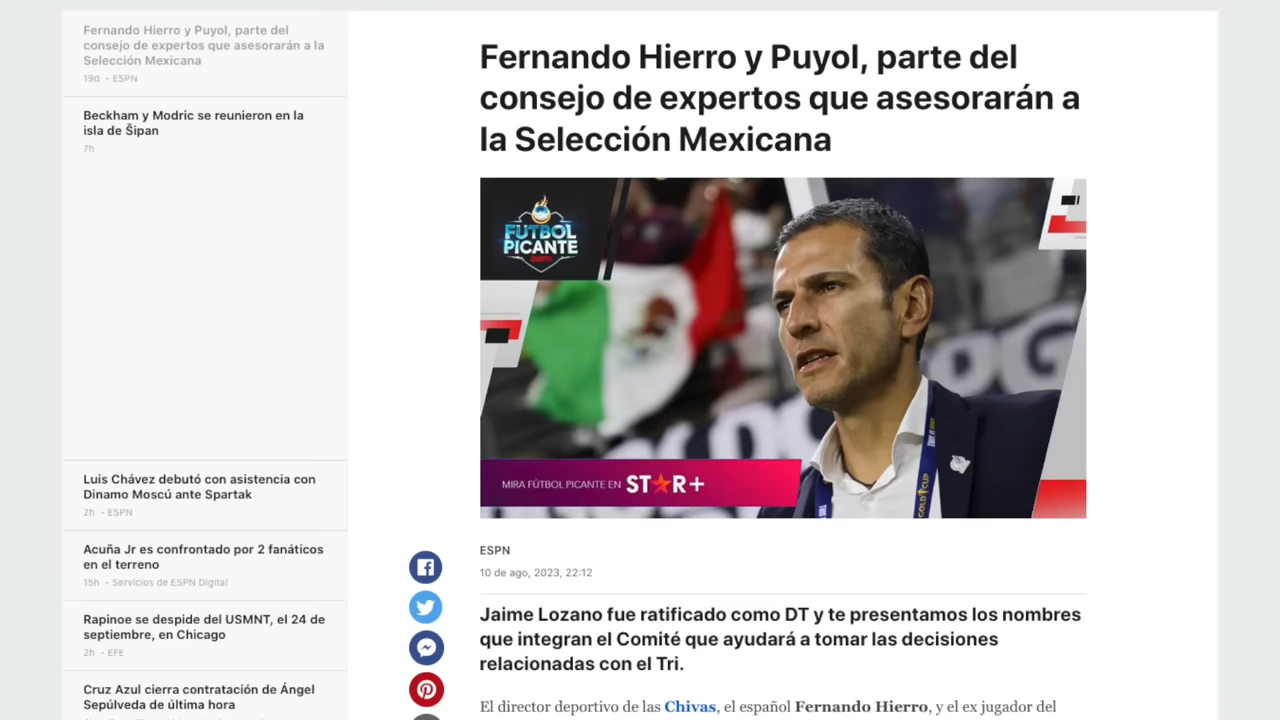 Fernando Hierro y Puyol, parte del
consejo de expertos que asesorarán a la
Selección Mexicana
19d - ESPN
Beckham y Modric se reunieron en la
isla de Šipan
7h
Luis Chávez debutó con asistencia con
Dinamo Moscú ante Spartak
2h - ESPN
Acuña Jr es confrontado por 2 fanáticos
en el terreno
15h - Servicios de ESPN Digital
Rapinoe se despide del USMNT, el 24 de
septiembre, en Chicago
2h - EFE
Cruz Azul cierra contratación de Ángel
Sepúlveda de última hora
Fernando Hierro y Puyol, parte del
consejo de expertos que asesorarán a
la Selección Mexicana
FUTBOL
PICANTE
ESPN
GOLD CUP
MIRA FÚTBOL PICANTE EN STAR+
ESPN
10 de ago, 2023, 22:12
Jaime Lozano fue ratificado como DT y te presentamos los nombres
que integran el Comité que ayudará a tomar las decisiones
relacionadas con el Tri.
El director deportivo de las Chivas, el español Fernando Hierro, y el ex jugador del